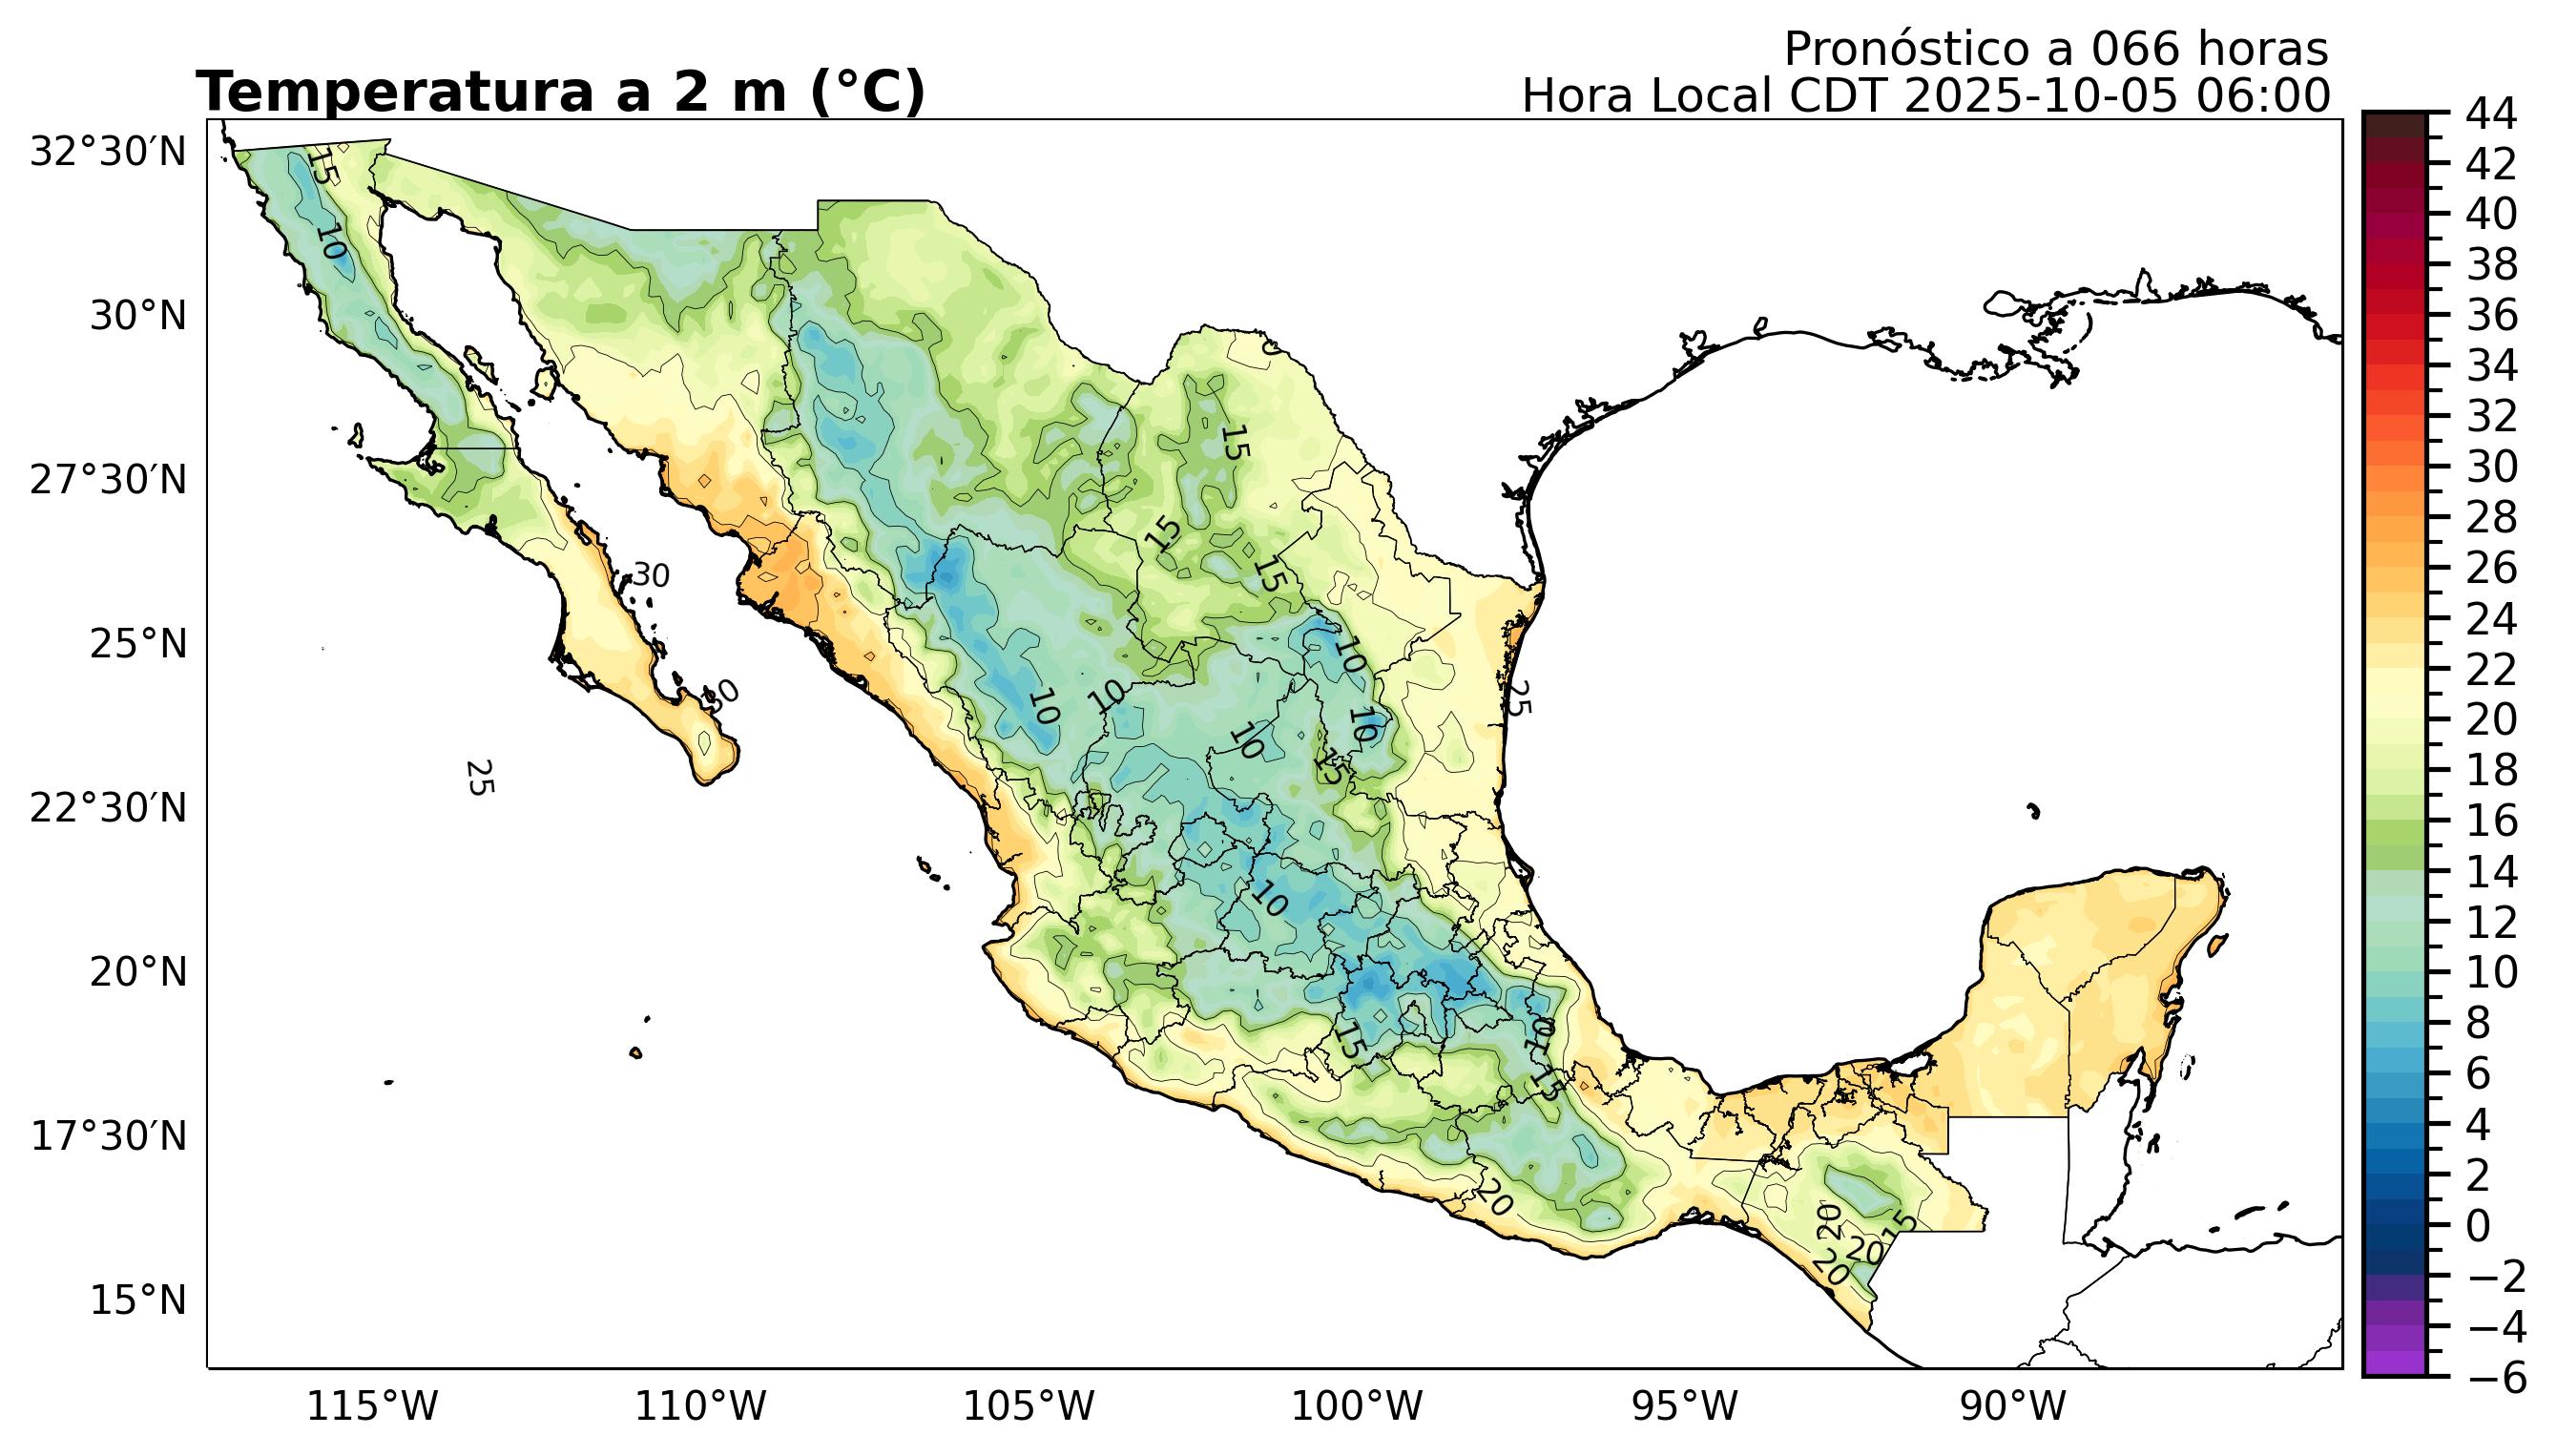 Pronóstico a 066 horas
Temperatura a 2 m (°C)
Hora Local CDT 2025-10-05 06:00
32°30′N
30°N
27°30′N
25°N
22°30′N
20°N
17°30′N
15°N
115°W
110°W
105°W
100°W
95°W
90°W
44
42
40
38
36
34
32
30
28
26
24
22
20
18
16
14
12
10
8
6
4
2
0
−2
−4
−6
15
10
15
15
15
30
30
25
10
10
10
10
10
15
25
10
10
15
15
20
20
15
20
20